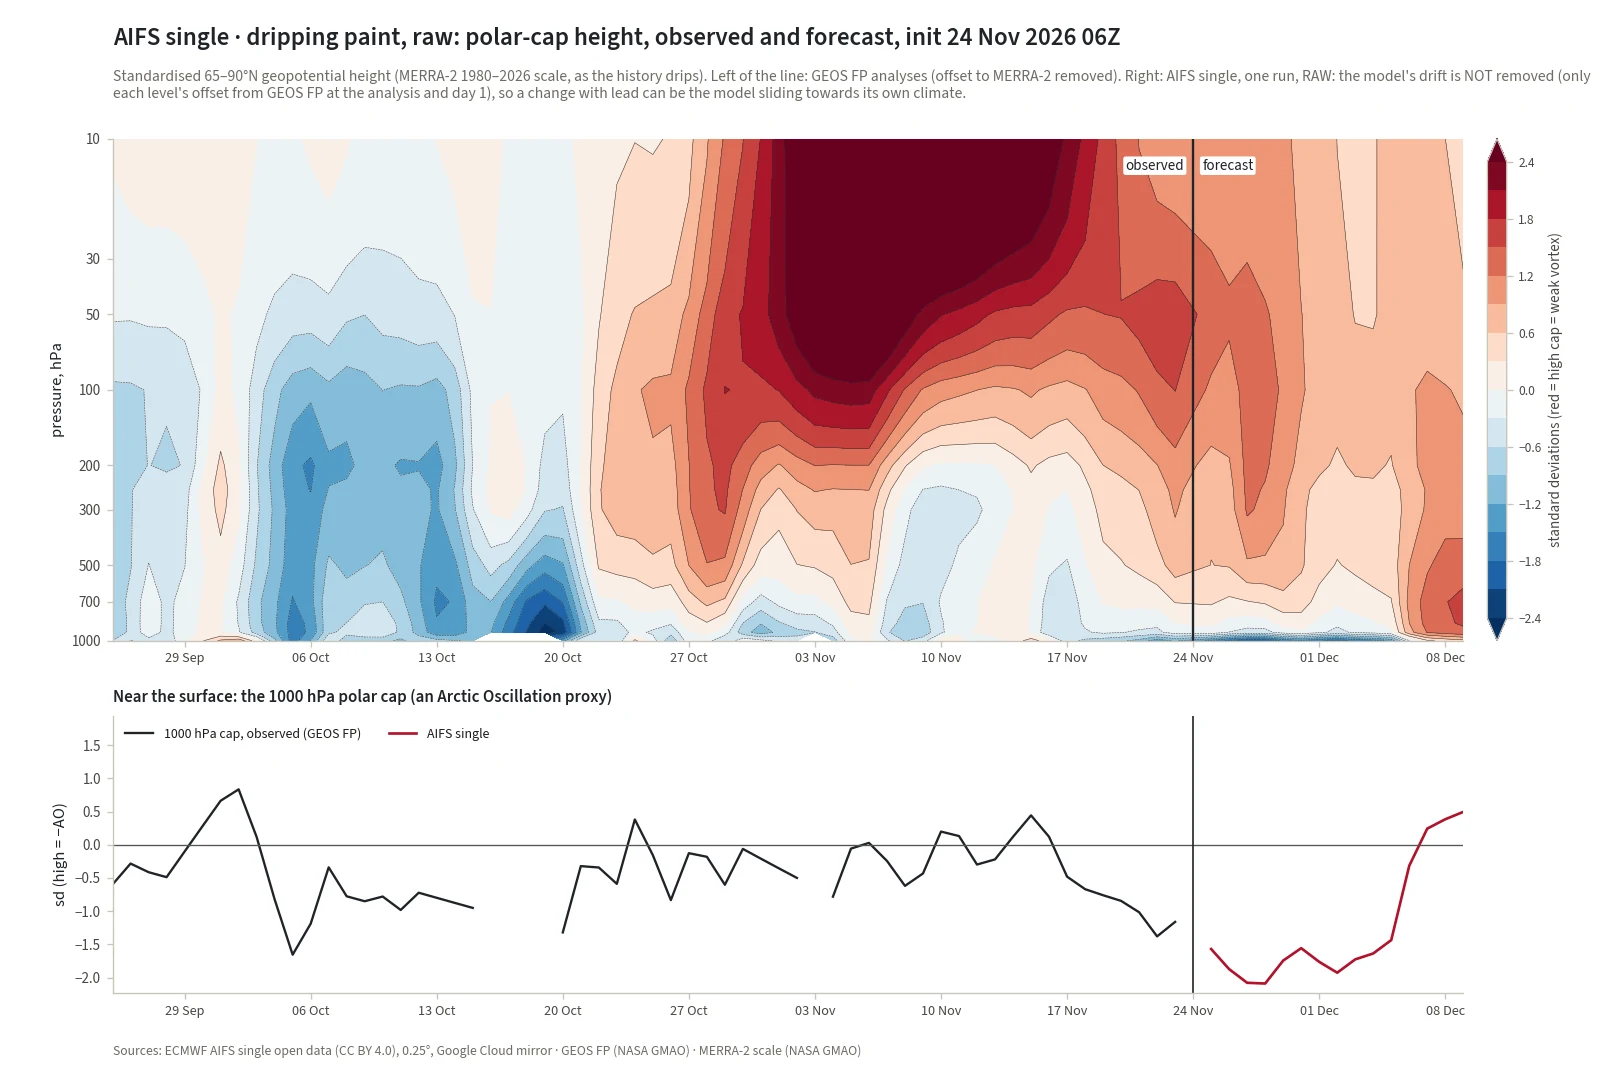 AIFS single · dripping paint, raw: polar-cap height, observed and forecast, init 24 Nov 2026 06Z
Standardised 65–90°N geopotential height (MERRA-2 1980–2026 scale, as the history drips). Left of the line: GEOS FP analyses (offset to MERRA-2 removed). Right: AIFS single, one run, RAW: the model's drift is NOT removed (only
each level's offset from GEOS FP at the analysis and day 1), so a change with lead can be the model sliding towards its own climate.
pressure, hPa
10
30
50
100
200
300
500
700
1000
observed
forecast
29 Sep
06 Oct
13 Oct
20 Oct
27 Oct
03 Nov
10 Nov
17 Nov
24 Nov
01 Dec
08 Dec
2.4
1.8
1.2
0.6
0.0
−0.6
−1.2
−1.8
−2.4
standard deviations (red = high cap = weak vortex)
Near the surface: the 1000 hPa polar cap (an Arctic Oscillation proxy)
1000 hPa cap, observed (GEOS FP)
AIFS single
sd (high = −AO)
1.5
1.0
0.5
0.0
−0.5
−1.0
−1.5
−2.0
29 Sep
06 Oct
13 Oct
20 Oct
27 Oct
03 Nov
10 Nov
17 Nov
24 Nov
01 Dec
08 Dec
Sources: ECMWF AIFS single open data (CC BY 4.0), 0.25°, Google Cloud mirror · GEOS FP (NASA GMAO) · MERRA-2 scale (NASA GMAO)